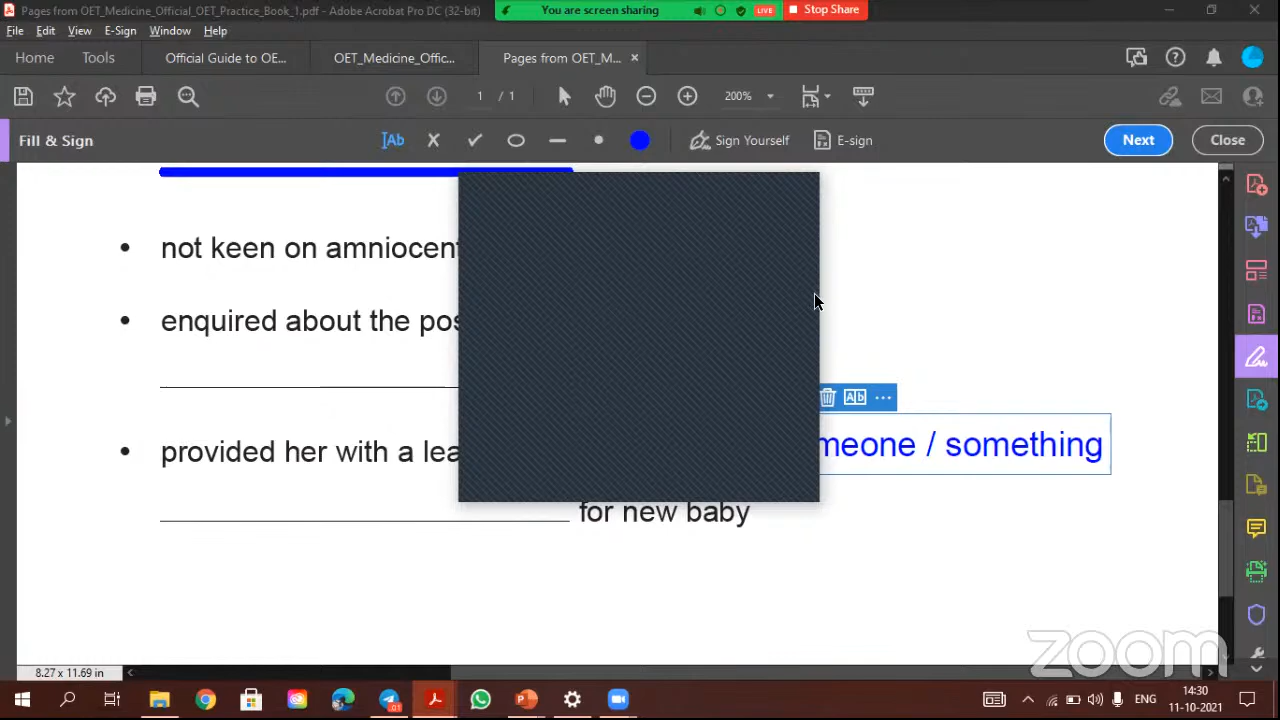 Pages from OET_Medicine_Official_OET_Practice_Book_1.pdf - Adobe Acrobat Pro DC (32-bit)
You are screen sharing
LIVE
Stop Share
File Edit View E-Sign Window Help
Home Tools Official Guide to OE... OET_Medicine_Offic... Pages from OET_M... ×
1 / 1 200%
Fill & Sign Ab Sign Yourself E-sign Next Close
• not keen on amniocent
• enquired about the pos
Ab ...
• provided her with a lea meone / something
for new baby
zoom
8.27 x 11.69 in
01 ENG 14:30
11-10-2021